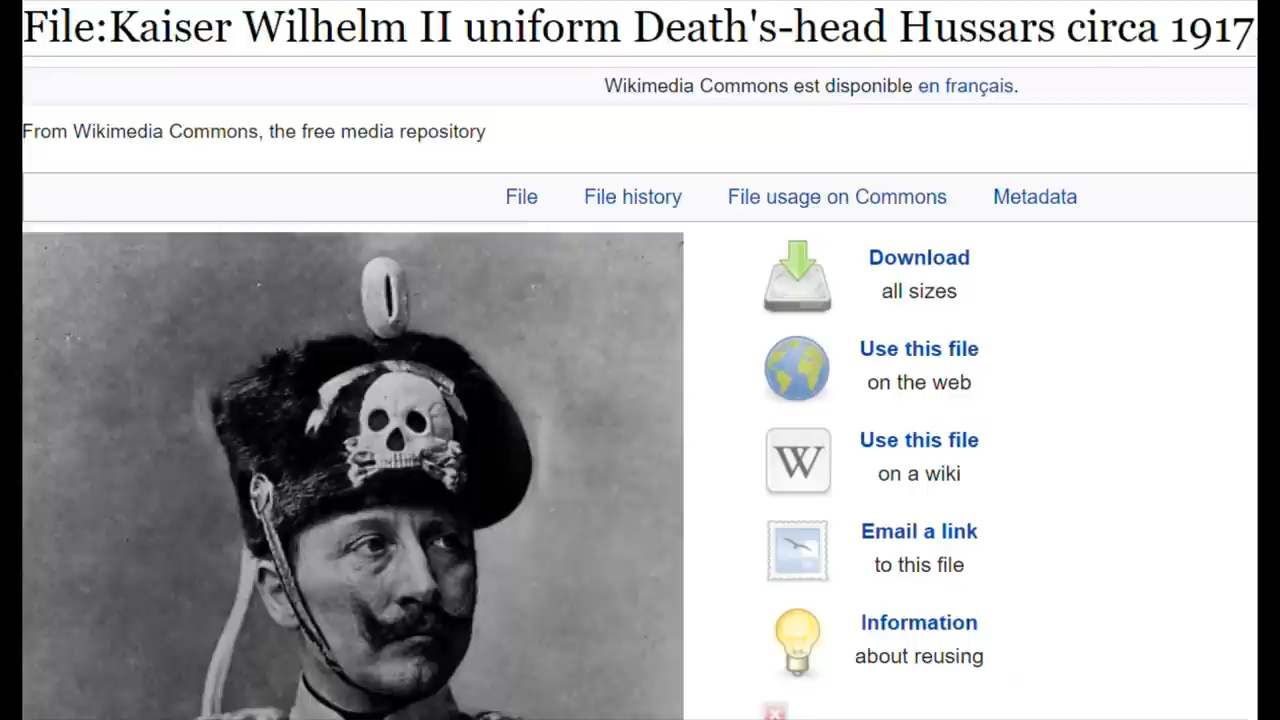 File:Kaiser Wilhelm II uniform Death's-head Hussars circa 1917
Wikimedia Commons est disponible en français.
From Wikimedia Commons, the free media repository
File File history File usage on Commons Metadata
Download
all sizes
Use this file
on the web
W
Use this file
on a wiki
Email a link
to this file
Information
about reusing